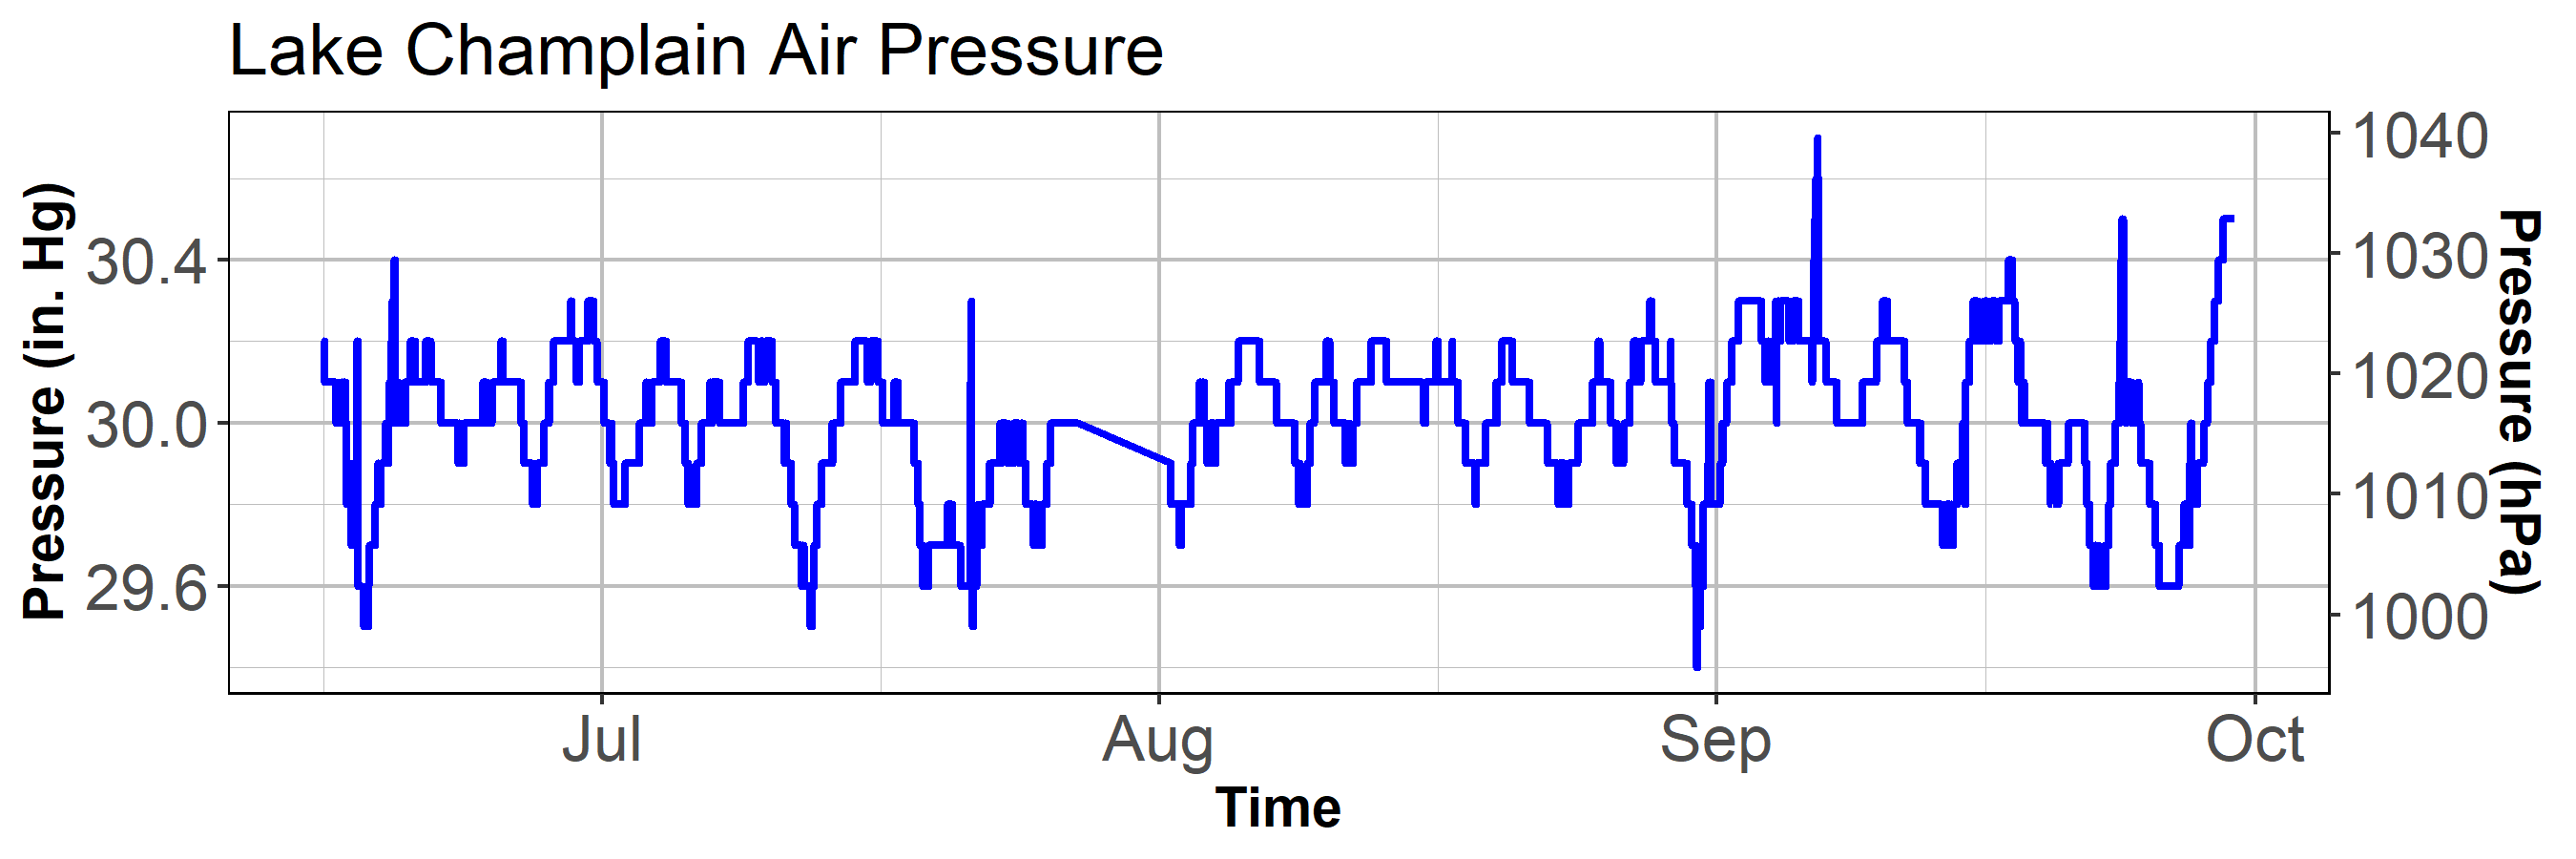 Lake Champlain Air Pressure
Pressure (in. Hg)
30.4
30.0
29.6
1040
1030
1020
1010
1000
Pressure (hPa)
Jul Aug Sep Oct
Time